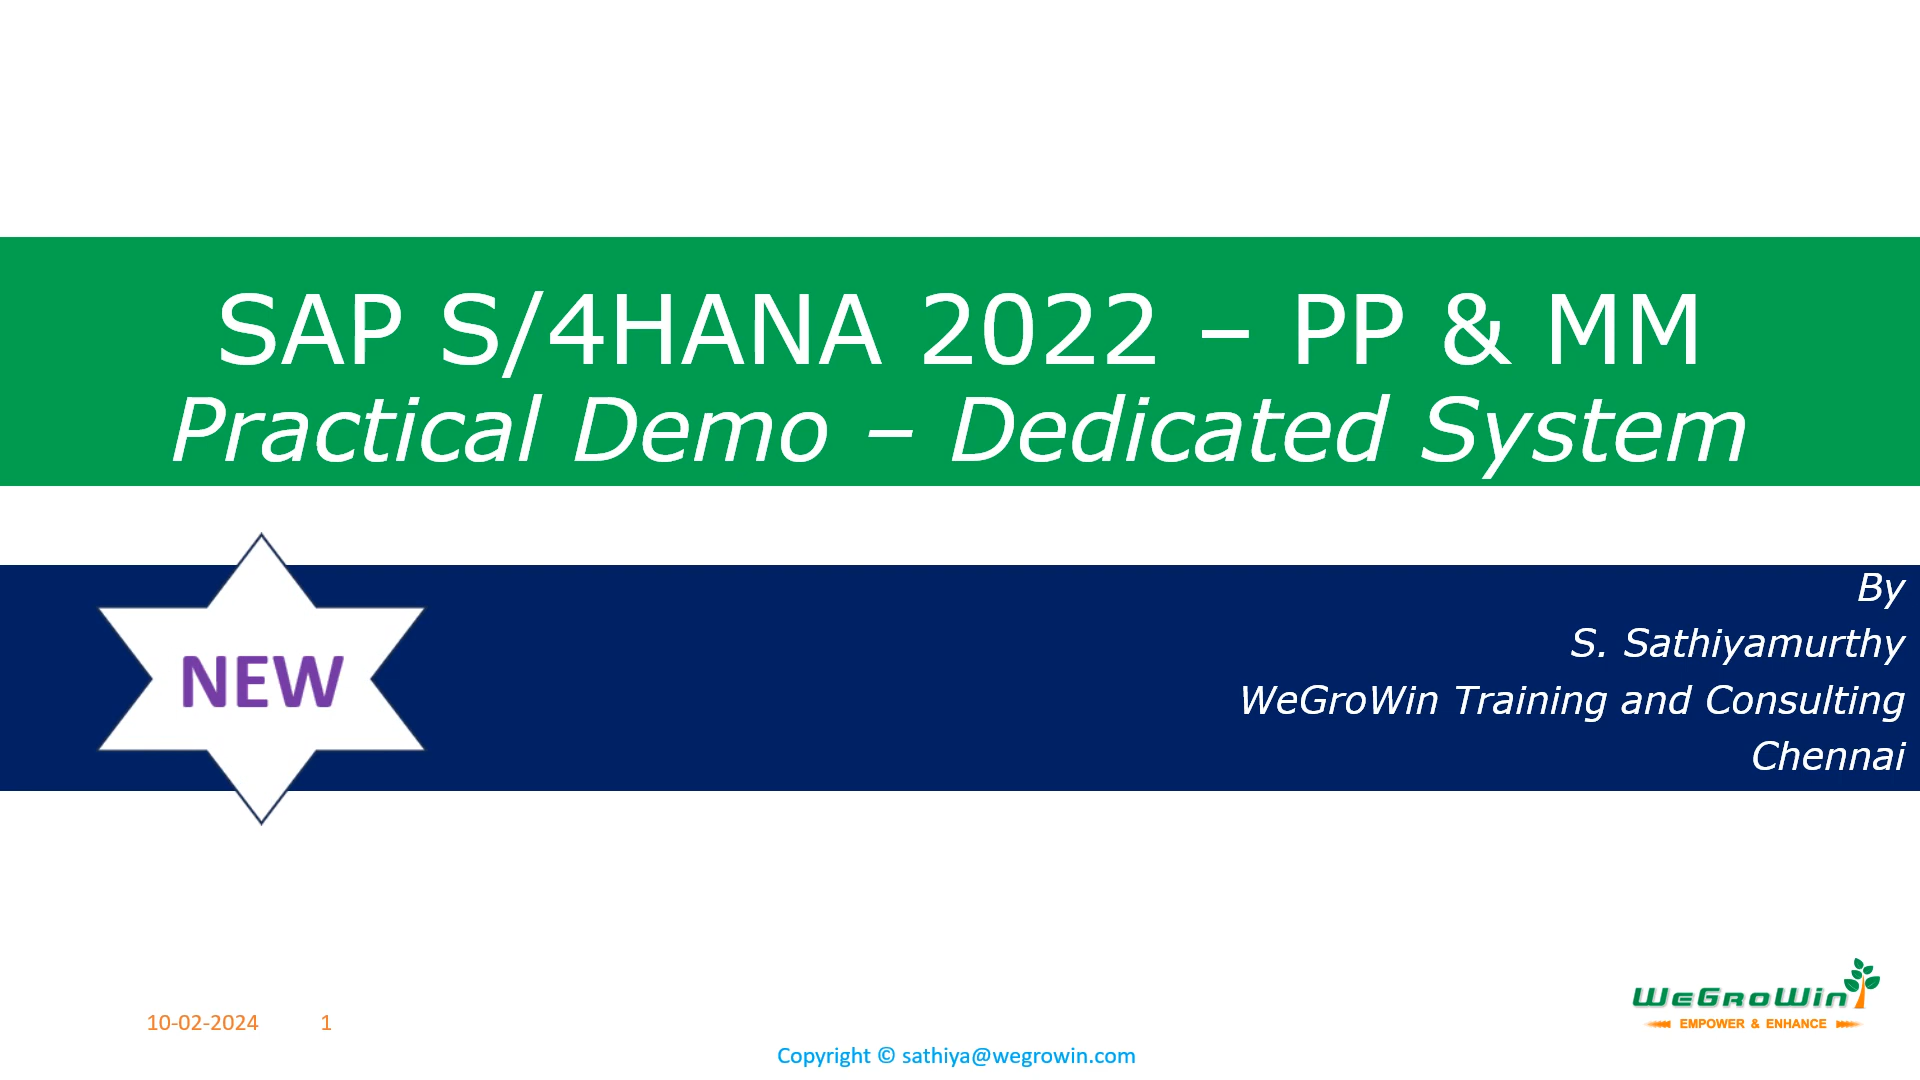 SAP S/4HANA 2022 – PP & MM
Practical Demo – Dedicated System
NEW
By
S. Sathiyamurthy
WeGroWin Training and Consulting
Chennai
WeGroWin
EMPOWER & ENHANCE
10-02-2024 1
Copyright © sathiya@wegrowin.com